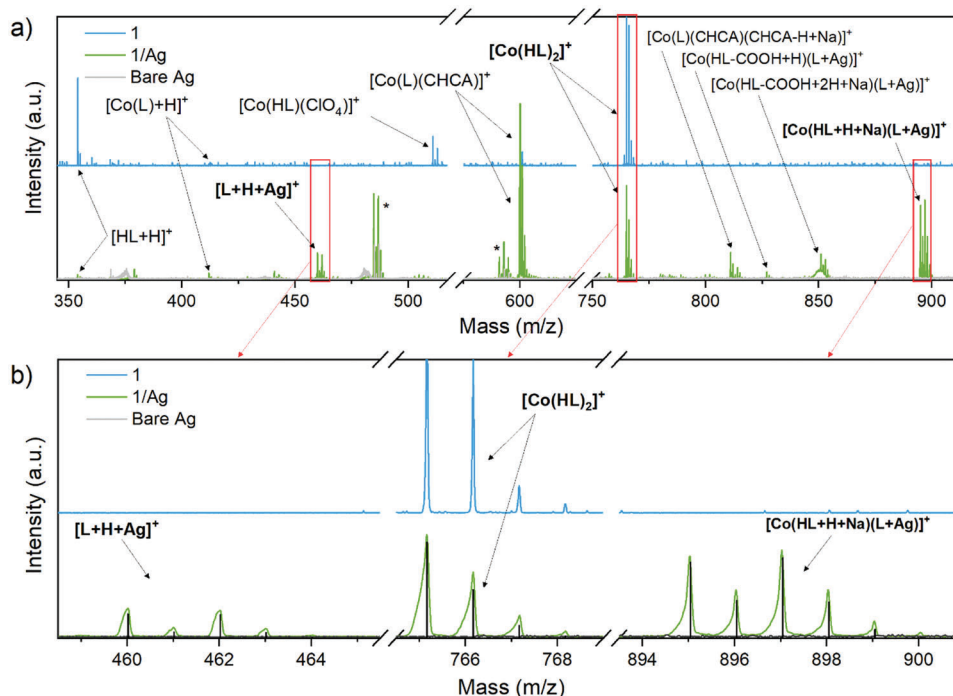 a)
1
1/Ag
Bare Ag
[Co(L)+H]⁺
[Co(HL)(ClO₄)]⁺
[Co(L)(CHCA)]⁺
[Co(HL)₂]⁺
[Co(L)(CHCA)(CHCA-H+Na)]⁺
[Co(HL-COOH+H)(L+Ag)]⁺
[Co(HL-COOH+2H+Na)(L+Ag)]⁺
[Co(HL+H+Na)(L+Ag)]⁺
[L+H+Ag]⁺
[HL+H]⁺
*
*
Intensity (a.u.)
350 400 450 500 600 750 800 850 900
Mass (m/z)
b)
1
1/Ag
Bare Ag
[Co(HL)₂]⁺
[L+H+Ag]⁺
[Co(HL+H+Na)(L+Ag)]⁺
Intensity (a.u.)
460 462 464 766 768 894 896 898 900
Mass (m/z)